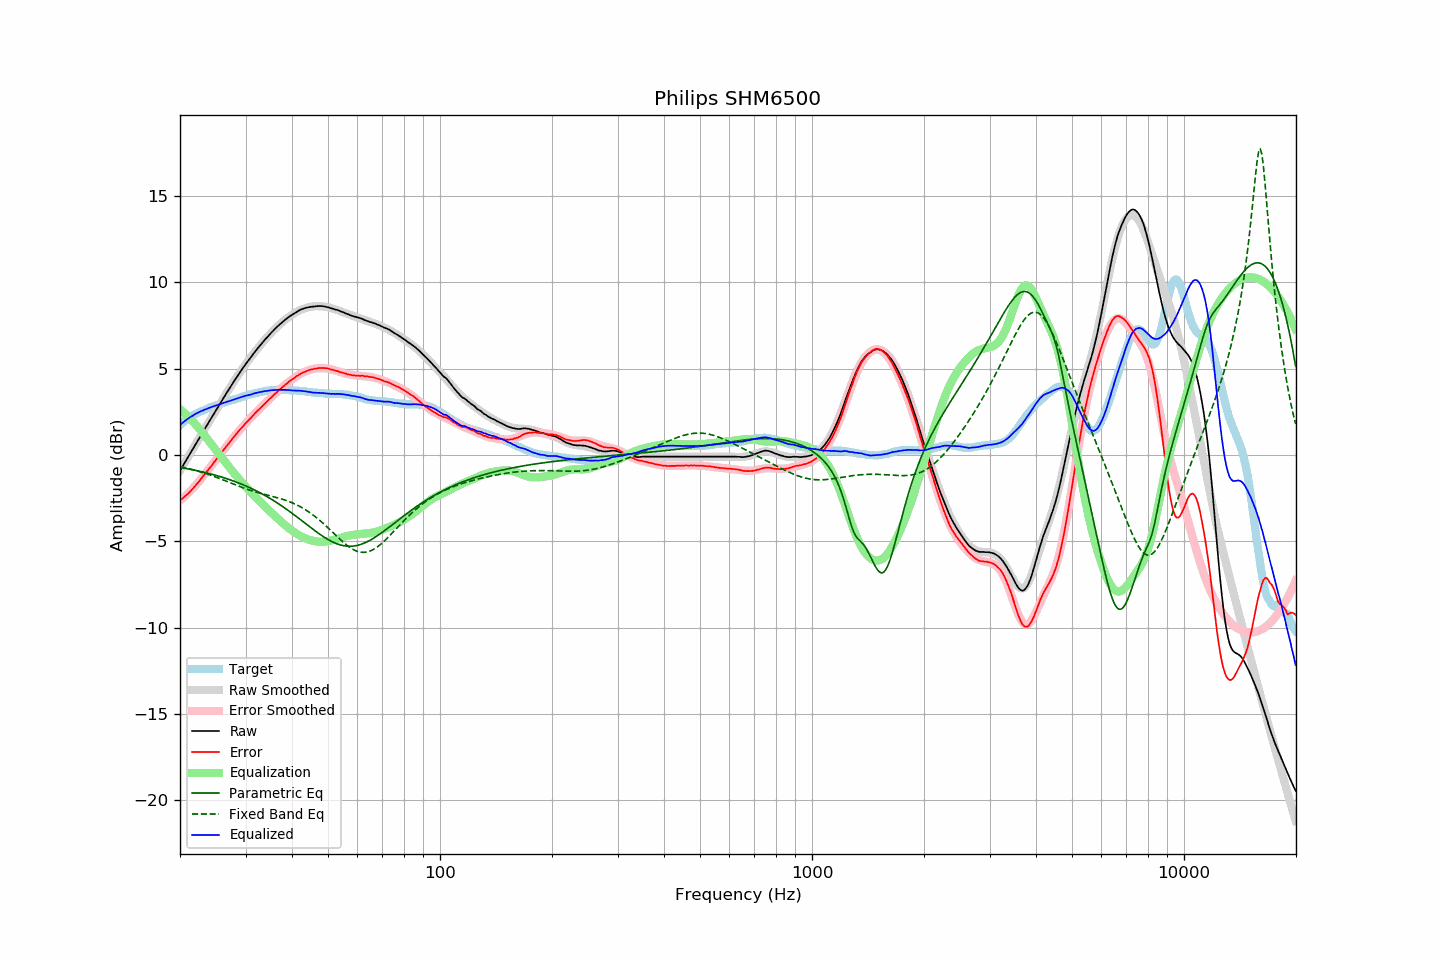 Philips SHM6500
Amplitude (dBr)
15
10
5
0
−5
−10
−15
−20
Target
Raw Smoothed
Error Smoothed
Raw
Error
Equalization
Parametric Eq
Fixed Band Eq
Equalized
100
1000
10000
Frequency (Hz)